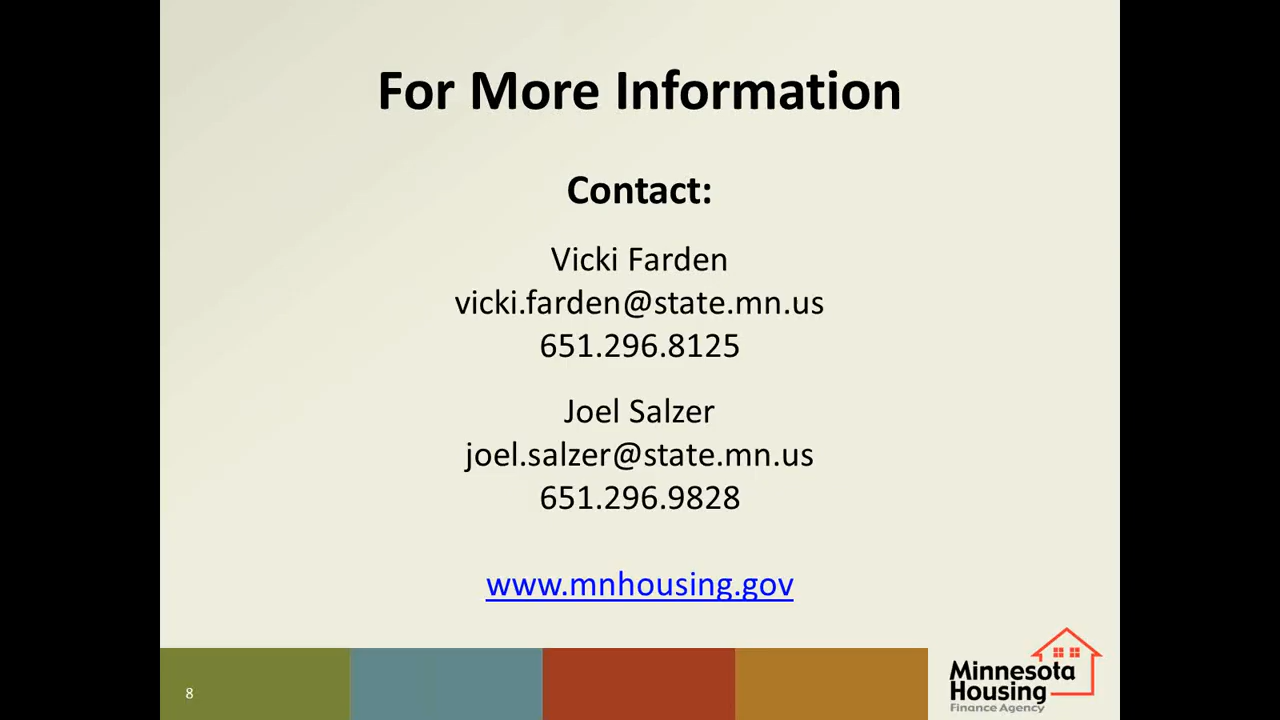 For More Information
Contact:
Vicki Farden
vicki.farden@state.mn.us
651.296.8125
Joel Salzer
joel.salzer@state.mn.us
651.296.9828
www.mnhousing.gov
8
Minnesota
Housing
Finance Agency